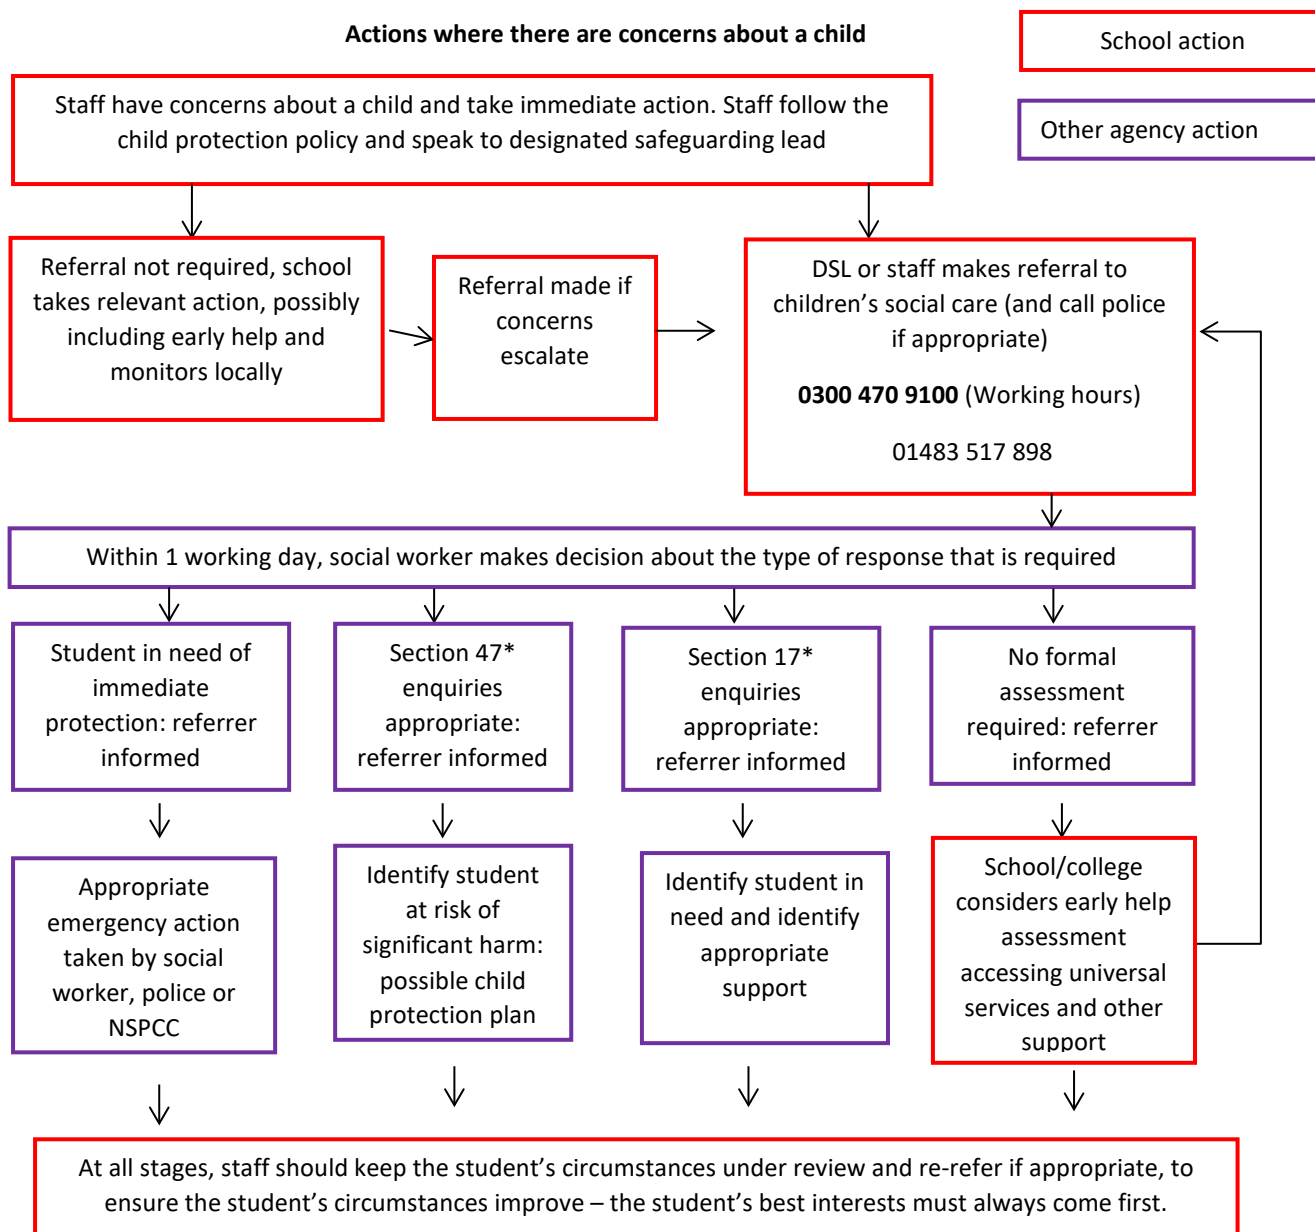 Actions where there are concerns about a child
School action
Other agency action
Staff have concerns about a child and take immediate action. Staff follow the
child protection policy and speak to designated safeguarding lead
Referral not required, school
takes relevant action, possibly
including early help and
monitors locally
Referral made if
concerns
escalate
DSL or staff makes referral to
children’s social care (and call police
if appropriate)
0300 470 9100 (Working hours)
01483 517 898
Within 1 working day, social worker makes decision about the type of response that is required
Student in need of
immediate
protection: referrer
informed
Section 47*
enquiries
appropriate:
referrer informed
Section 17*
enquiries
appropriate:
referrer informed
No formal
assessment
required: referrer
informed
Appropriate
emergency action
taken by social
worker, police or
NSPCC
Identify student
at risk of
significant harm:
possible child
protection plan
Identify student in
need and identify
appropriate
support
School/college
considers early help
assessment
accessing universal
services and other
support
At all stages, staff should keep the student’s circumstances under review and re-refer if appropriate, to
ensure the student’s circumstances improve – the student’s best interests must always come first.